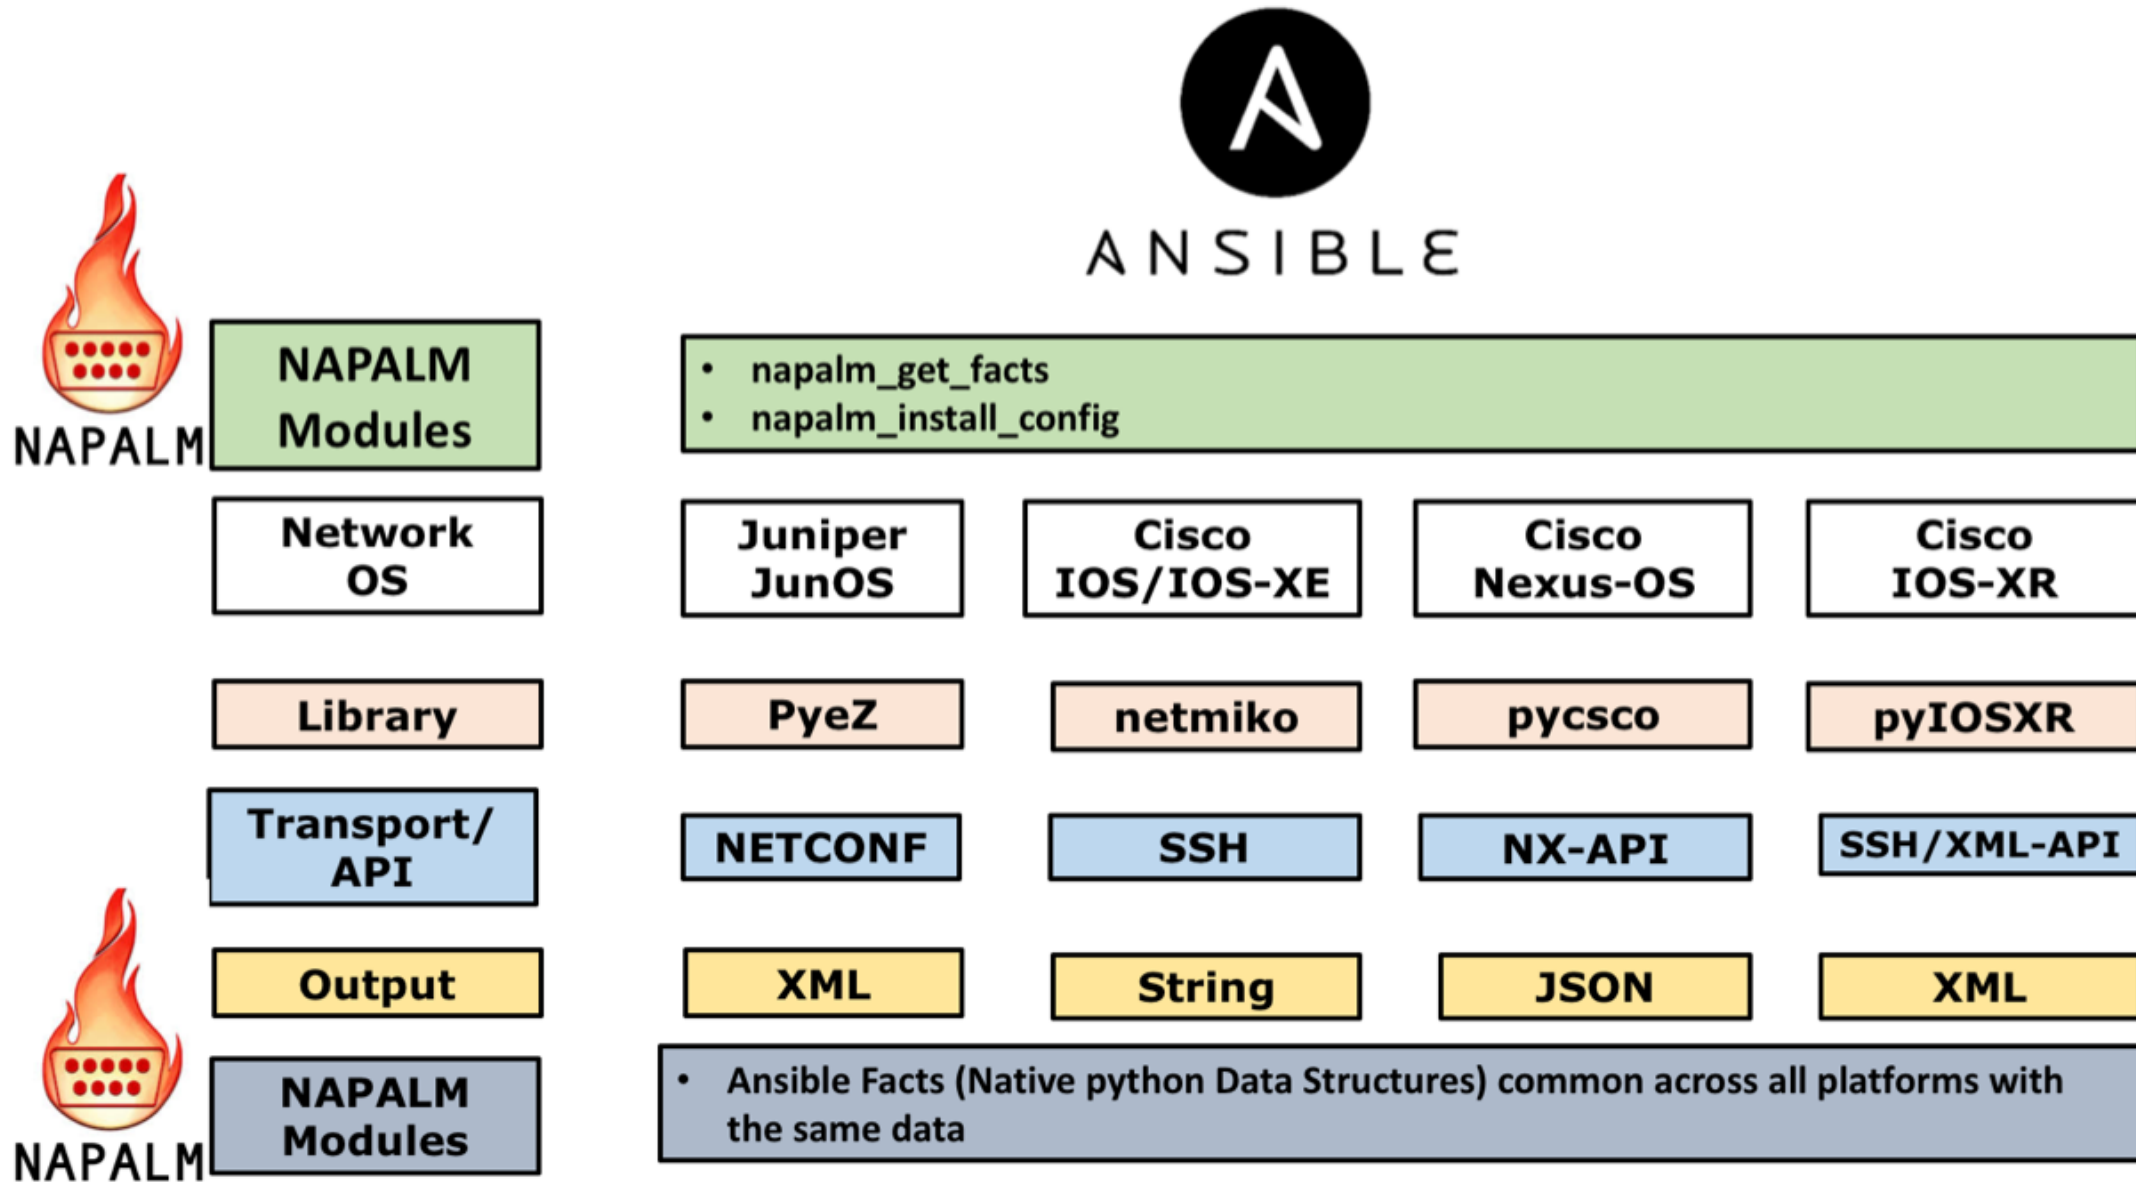 ANSIBLE
NAPALM
NAPALM
Modules
• napalm_get_facts
• napalm_install_config
Network
OS
Juniper
JunOS
Cisco
IOS/IOS-XE
Cisco
Nexus-OS
Cisco
IOS-XR
Library
PyeZ
netmiko
pycsco
pyIOSXR
Transport/
API
NETCONF
SSH
NX-API
SSH/XML-API
Output
XML
String
JSON
XML
NAPALM
NAPALM
Modules
• Ansible Facts (Native python Data Structures) common across all platforms with
the same data